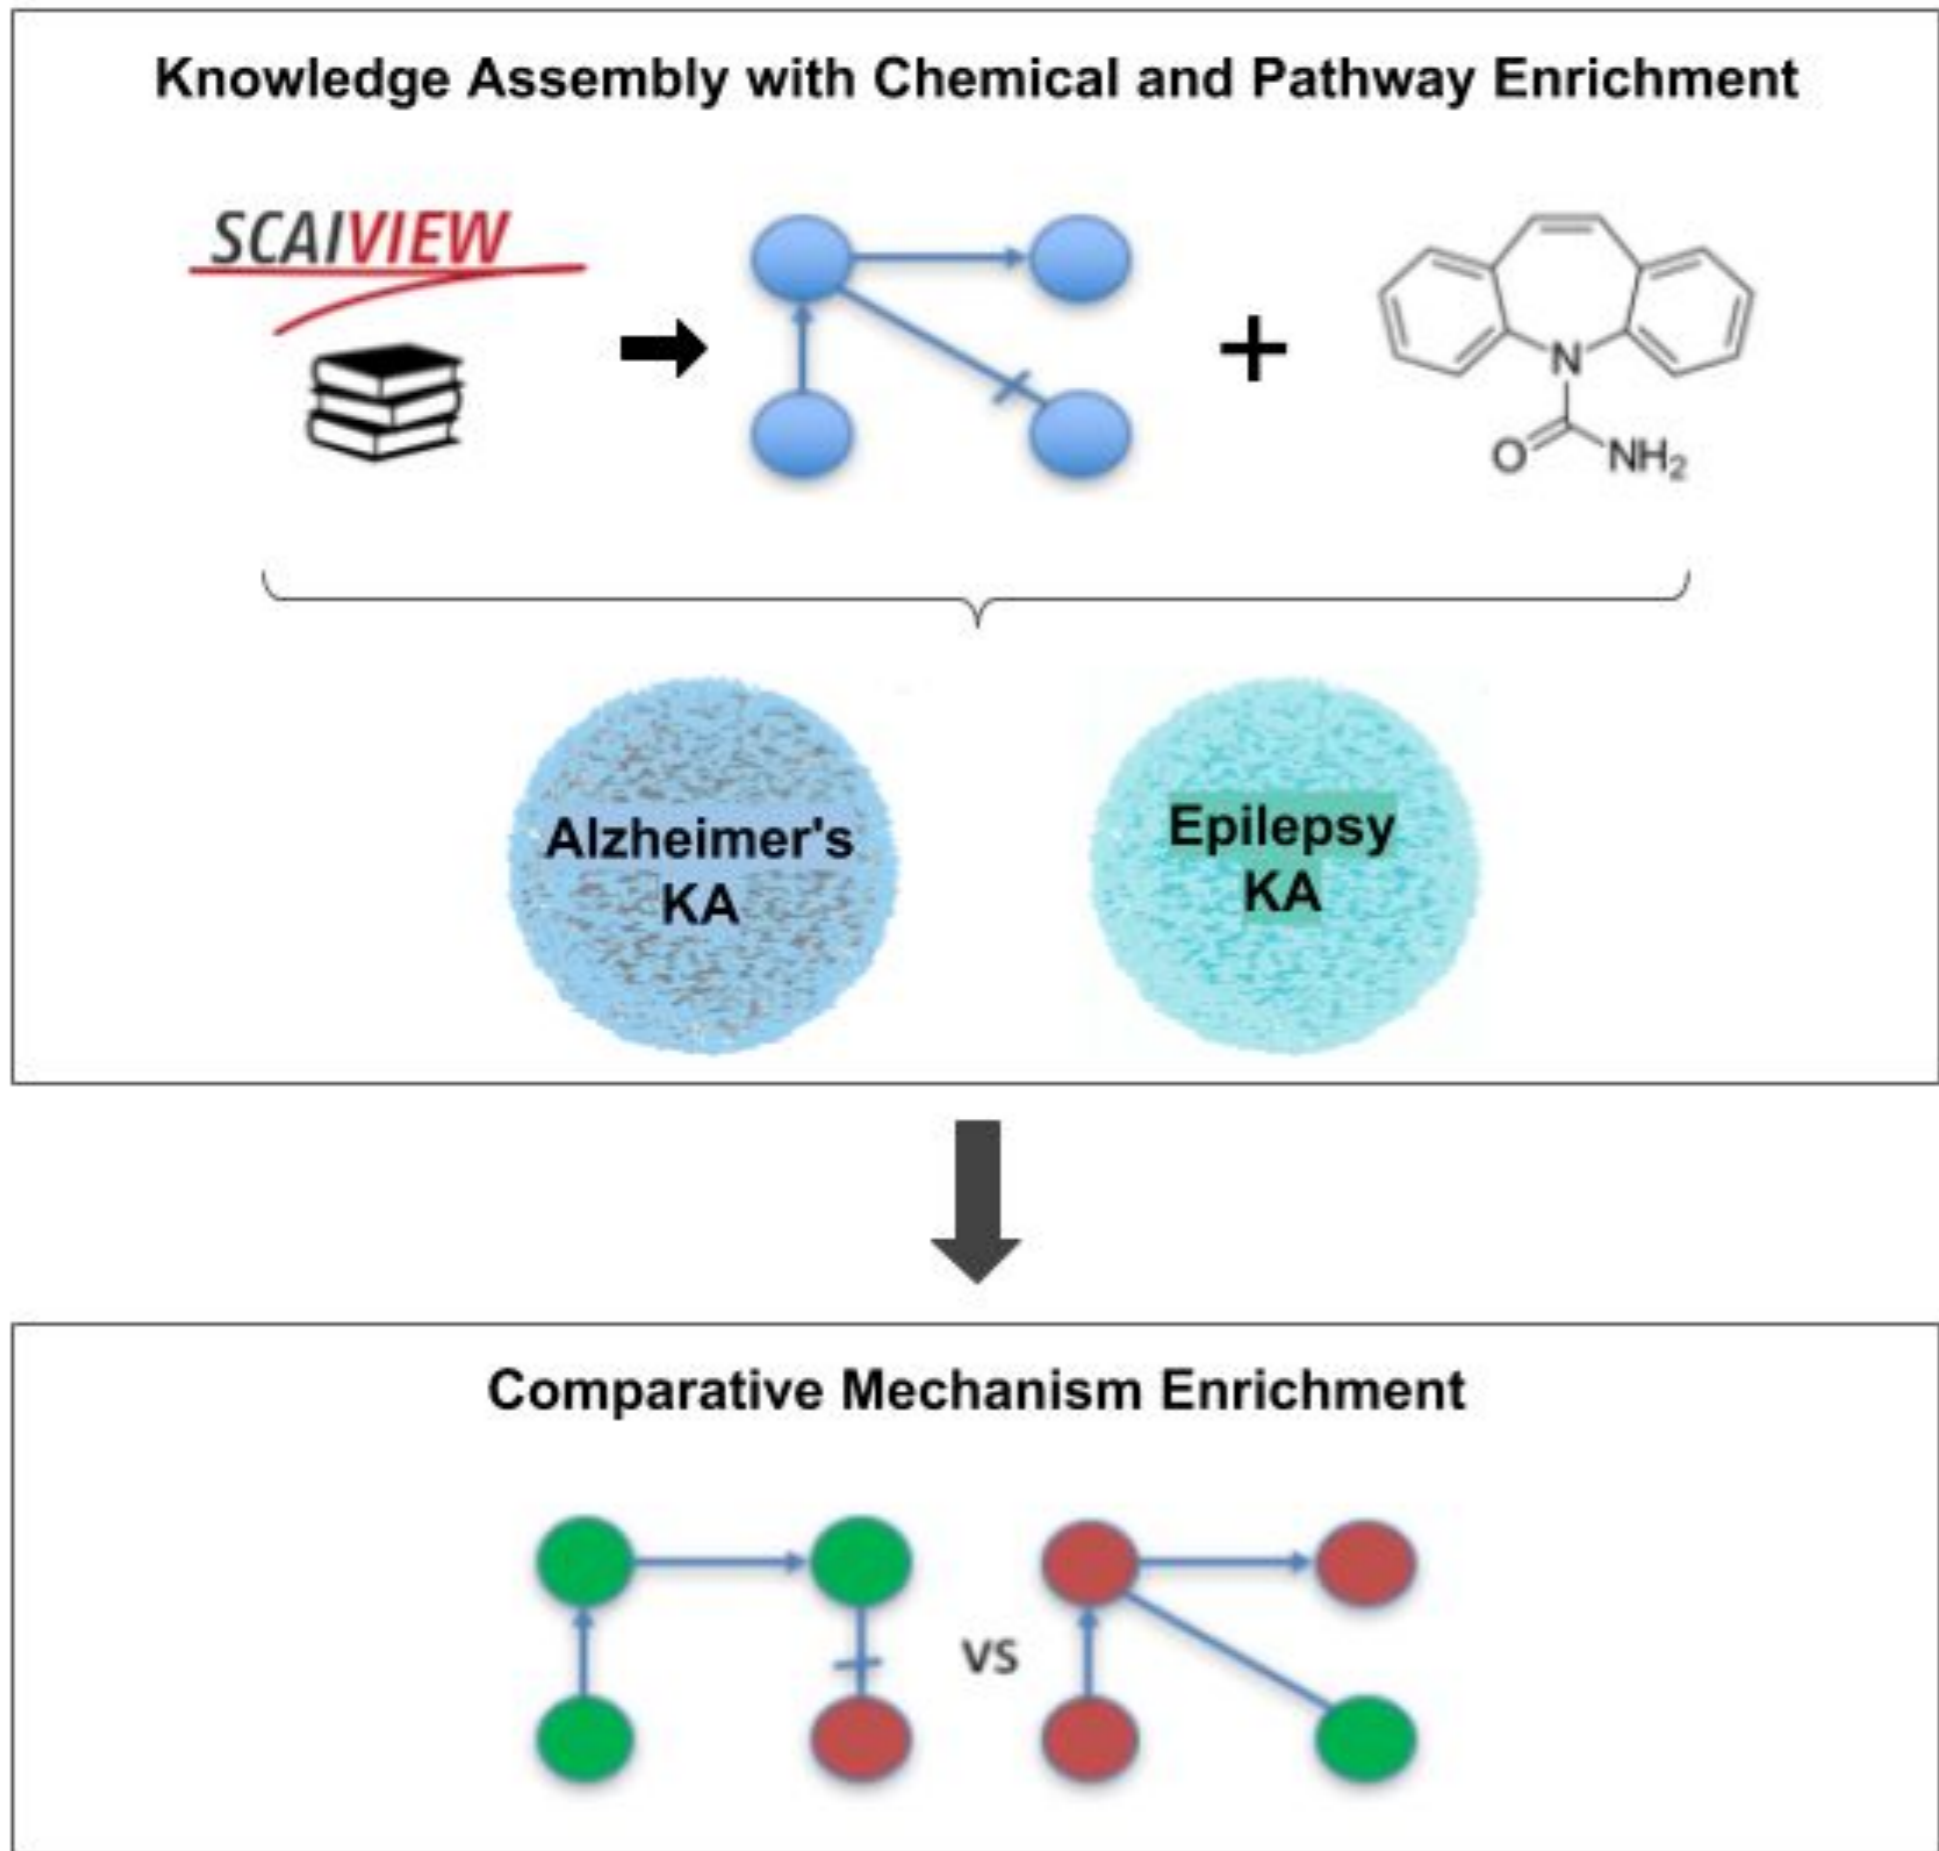 Knowledge Assembly with Chemical and Pathway Enrichment
SCAIVIEW
N
O
NH₂
Alzheimer's
KA
Epilepsy
KA
Comparative Mechanism Enrichment
VS